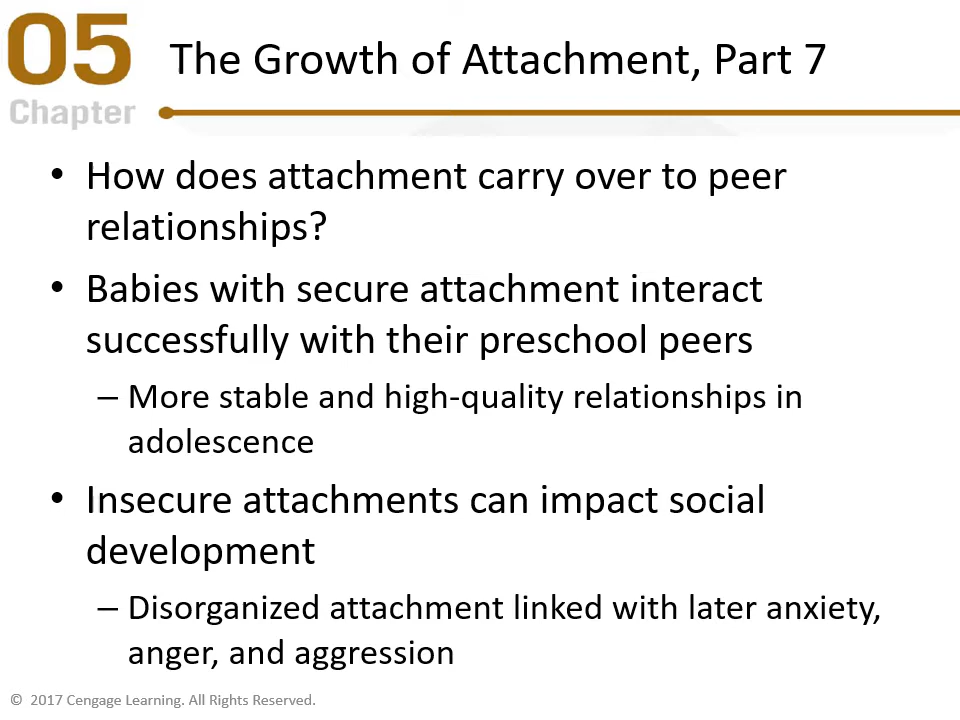 05
Chapter
The Growth of Attachment, Part 7
• How does attachment carry over to peer
relationships?
• Babies with secure attachment interact
successfully with their preschool peers
– More stable and high-quality relationships in
adolescence
• Insecure attachments can impact social
development
– Disorganized attachment linked with later anxiety,
anger, and aggression
© 2017 Cengage Learning. All Rights Reserved.